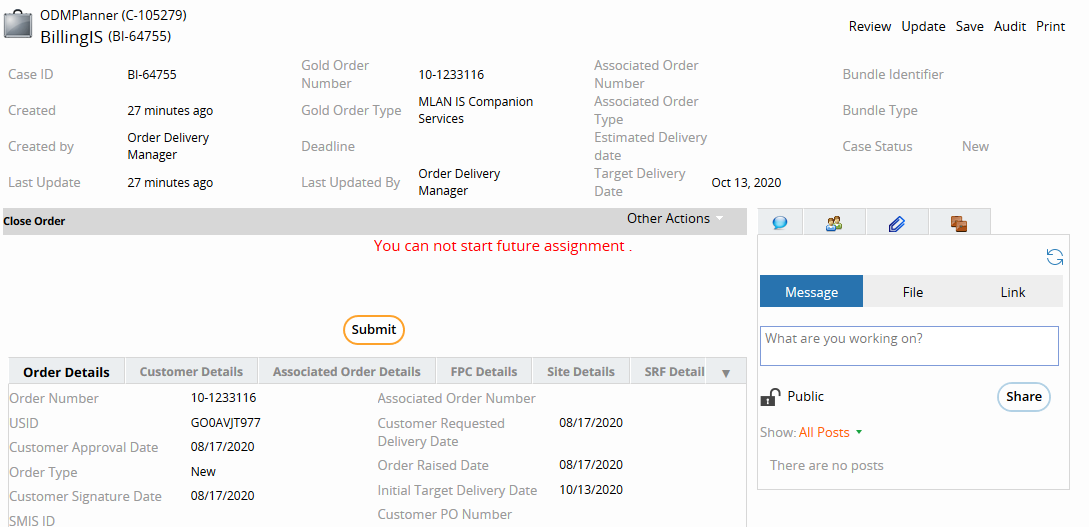 ODMPlanner (C-105279)
BillingIS (BI-64755)
Review Update Save Audit Print
Case ID BI-64755 Gold Order Number 10-1233116 Associated Order Number Bundle Identifier
Created 27 minutes ago Gold Order Type MLAN IS Companion Services Associated Order Type Bundle Type
Created by Order Delivery Manager Deadline Estimated Delivery date Case Status New
Last Update 27 minutes ago Last Updated By Order Delivery Manager Target Delivery Date Oct 13, 2020
Close Order Other Actions
You can not start future assignment .
Submit
Order Details Customer Details Associated Order Details FPC Details Site Details SRF Detail
Order Number 10-1233116 Associated Order Number
USID GO0AVJT977 Customer Requested Delivery Date 08/17/2020
Customer Approval Date 08/17/2020
Order Type New Order Raised Date 08/17/2020
Customer Signature Date 08/17/2020 Initial Target Delivery Date 10/13/2020
SMIS ID Customer PO Number
Message File Link
What are you working on?
Public Share
Show: All Posts
There are no posts